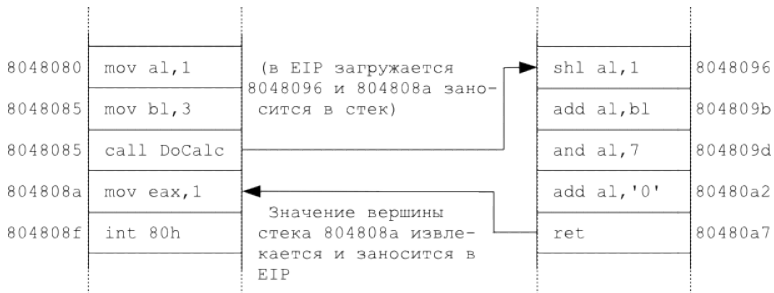 8048080 mov al,1 (в EIP загружается shl al,1 8048096
8048085 mov bl,3 8048096 и 804808a зано- add al,bl 804809b
сится в стек)
8048085 call DoCalc and al,7 804809d
804808a mov eax,1 add al,'0' 80480a2
Значение вершины
804808f int 80h стека 804808a извле- ret 80480a7
кается и заносится в
EIP